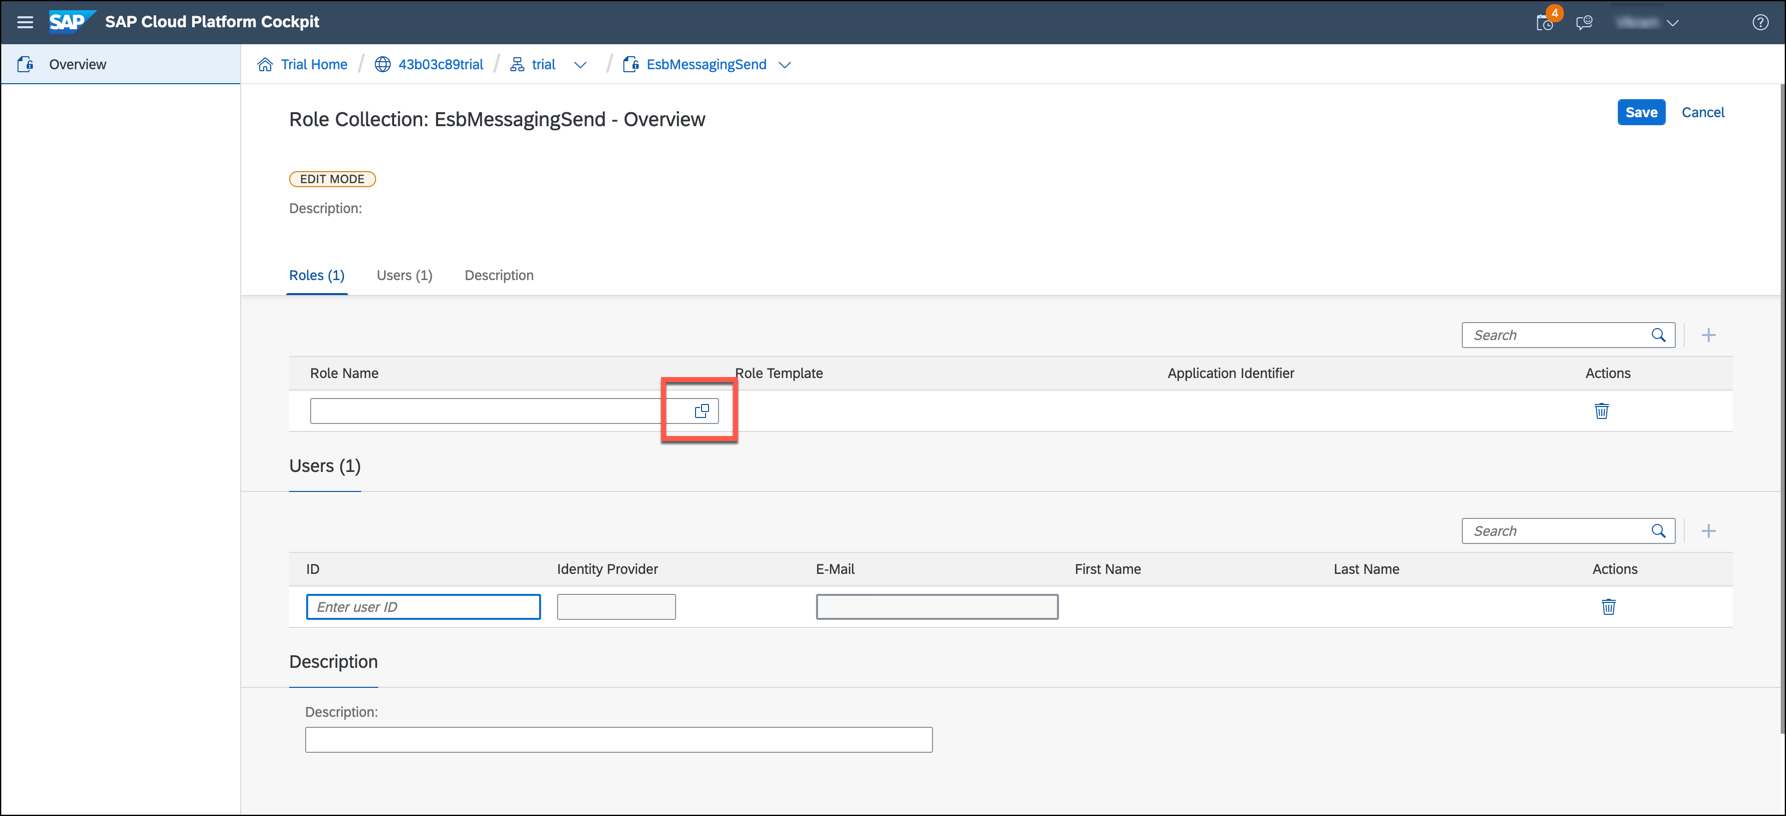 SAP SAP Cloud Platform Cockpit 4
Overview
Trial Home / 43b03c89trial / trial / EsbMessagingSend
Role Collection: EsbMessagingSend - Overview
Save Cancel
EDIT MODE
Description:
Roles (1) Users (1) Description
Search
Role Name Role Template Application Identifier Actions
Users (1)
Search
ID Identity Provider E-Mail First Name Last Name Actions
Enter user ID
Description
Description: